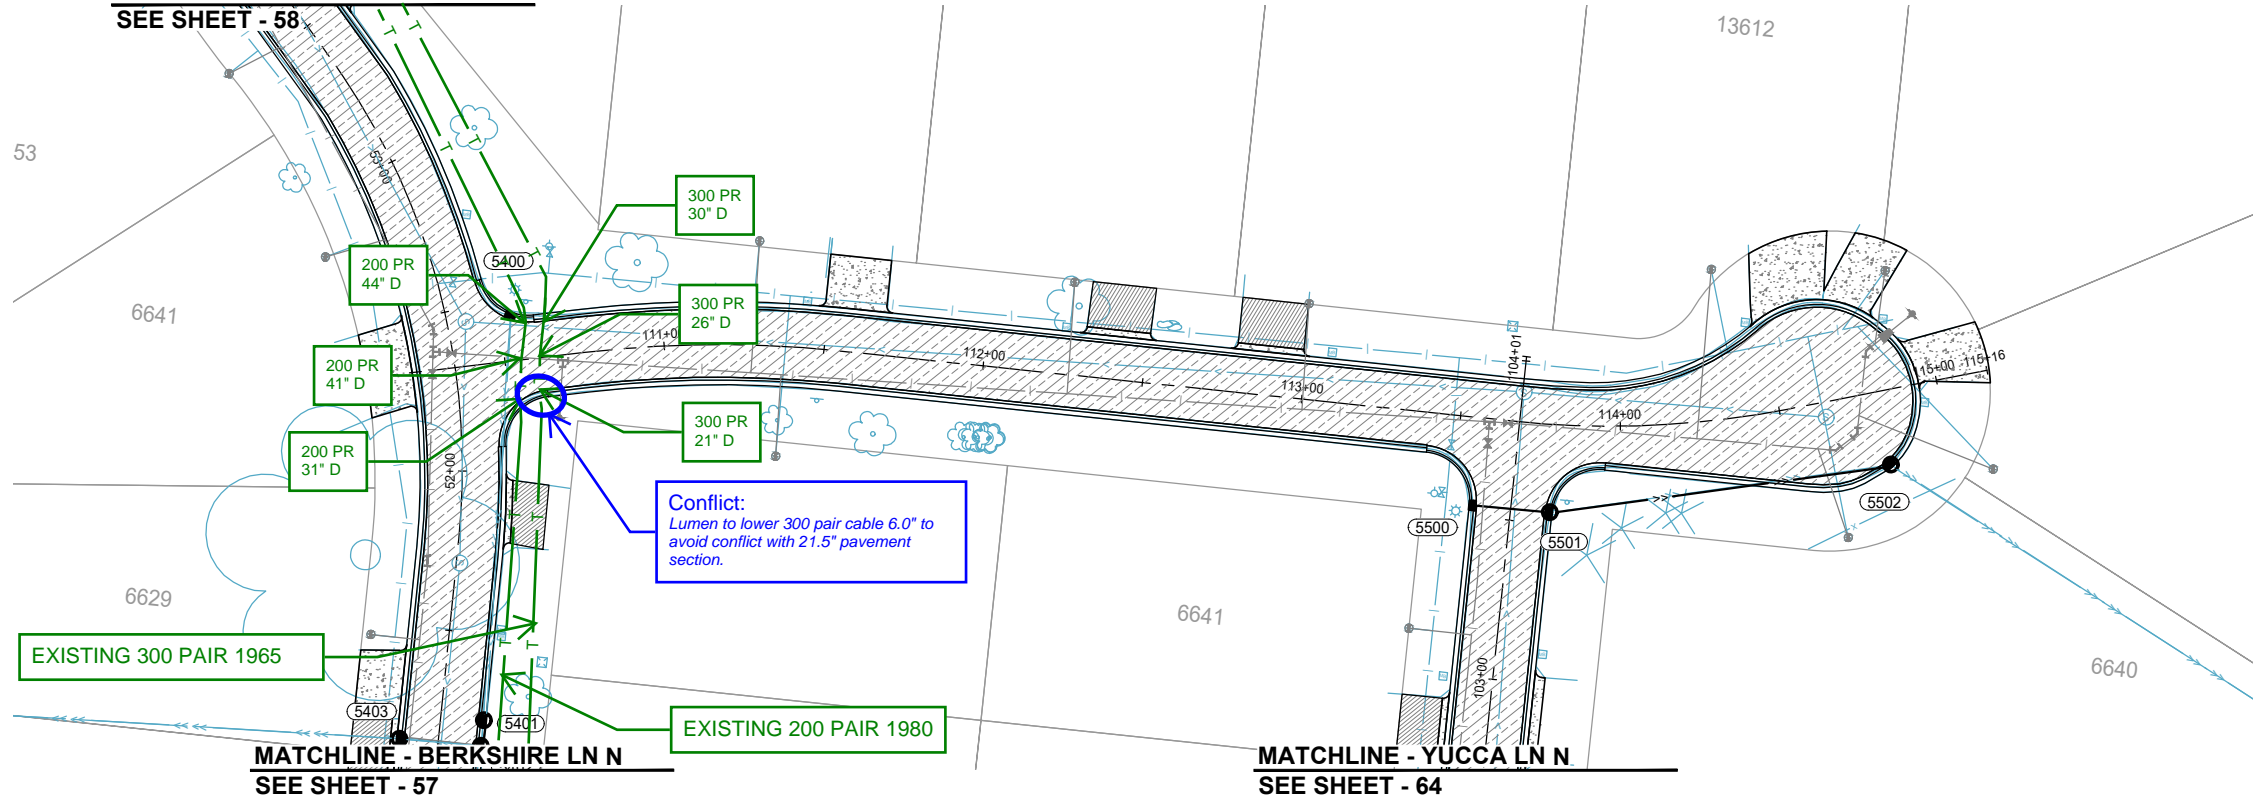 SEE SHEET - 58
13612
53
53+00
300 PR
30" D
5400
200 PR
44" D
6641
300 PR
26" D
111+0
112+00
1104+01
113+00
114+00
115+00
115+16
200 PR
41" D
200 PR
31" D
300 PR
21" D
52+00
Conflict:
Lumen to lower 300 pair cable 6.0" to
avoid conflict with 21.5" pavement
section.
5500
5501
5502
6629
6641
EXISTING 300 PAIR 1965
103+00
6640
5403
5401
EXISTING 200 PAIR 1980
MATCHLINE - BERKSHIRE LN N
SEE SHEET - 57
MATCHLINE - YUCCA LN N
SEE SHEET - 64